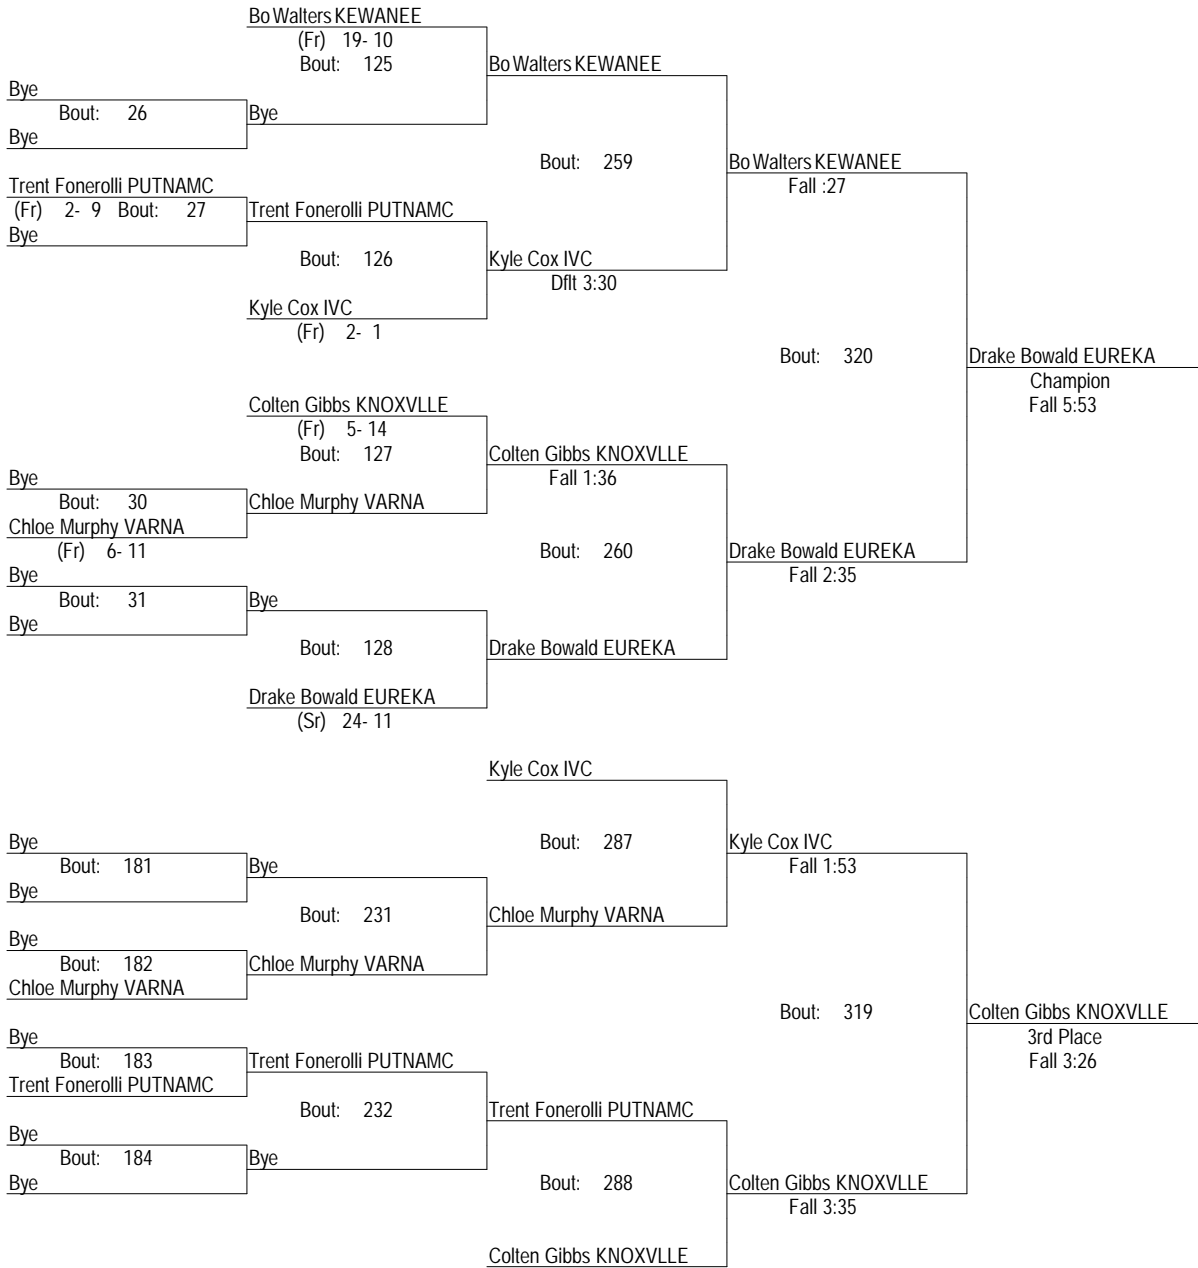 Bo Walters KEWANEE
(Fr) 19- 10
Bout: 125
Bo Walters KEWANEE
Bye
Bout: 26
Bye
Bye
Bout: 259
Bo Walters KEWANEE
Fall :27
Trent Fonerolli PUTNAMC
(Fr) 2- 9 Bout: 27
Trent Fonerolli PUTNAMC
Bye
Bout: 126
Kyle Cox IVC
Dflt 3:30
Kyle Cox IVC
(Fr) 2- 1
Bout: 320
Drake Bowald EUREKA
Champion
Fall 5:53
Colten Gibbs KNOXVLLE
(Fr) 5- 14
Bout: 127
Colten Gibbs KNOXVLLE
Fall 1:36
Bye
Bout: 30
Chloe Murphy VARNA
Chloe Murphy VARNA
(Fr) 6- 11
Bout: 260
Drake Bowald EUREKA
Fall 2:35
Bye
Bout: 31
Bye
Bye
Bout: 128
Drake Bowald EUREKA
Drake Bowald EUREKA
(Sr) 24- 11
Kyle Cox IVC
Bye
Bout: 181
Bye
Bye
Bout: 287
Kyle Cox IVC
Fall 1:53
Bout: 231
Chloe Murphy VARNA
Bye
Bout: 182
Chloe Murphy VARNA
Chloe Murphy VARNA
Bout: 319
Colten Gibbs KNOXVLLE
3rd Place
Fall 3:26
Bye
Bout: 183
Trent Fonerolli PUTNAMC
Trent Fonerolli PUTNAMC
Bout: 232
Trent Fonerolli PUTNAMC
Bye
Bout: 184
Bye
Bye
Bout: 288
Colten Gibbs KNOXVLLE
Fall 3:35
Colten Gibbs KNOXVLLE